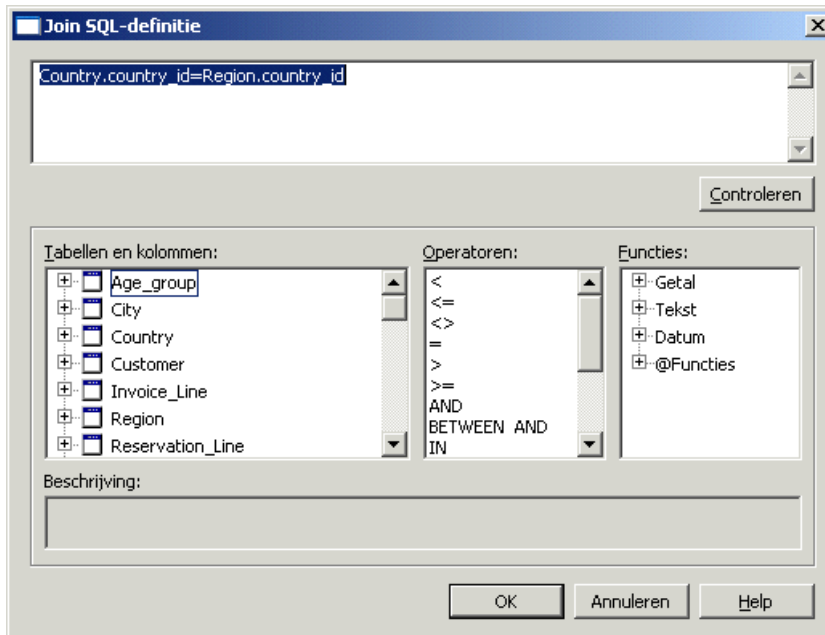 Join SQL-definitie
Country.country_id=Region.country_id
Controleren
Tabellen en kolommen:
Age_group
City
Country
Customer
Invoice_Line
Region
Reservation_Line
Operatoren:
<
<=
<>
=
>
>=
AND
BETWEEN AND
IN
Functies:
Getal
Tekst
Datum
@Functies
Beschrijving:
OK
Annuleren
Help